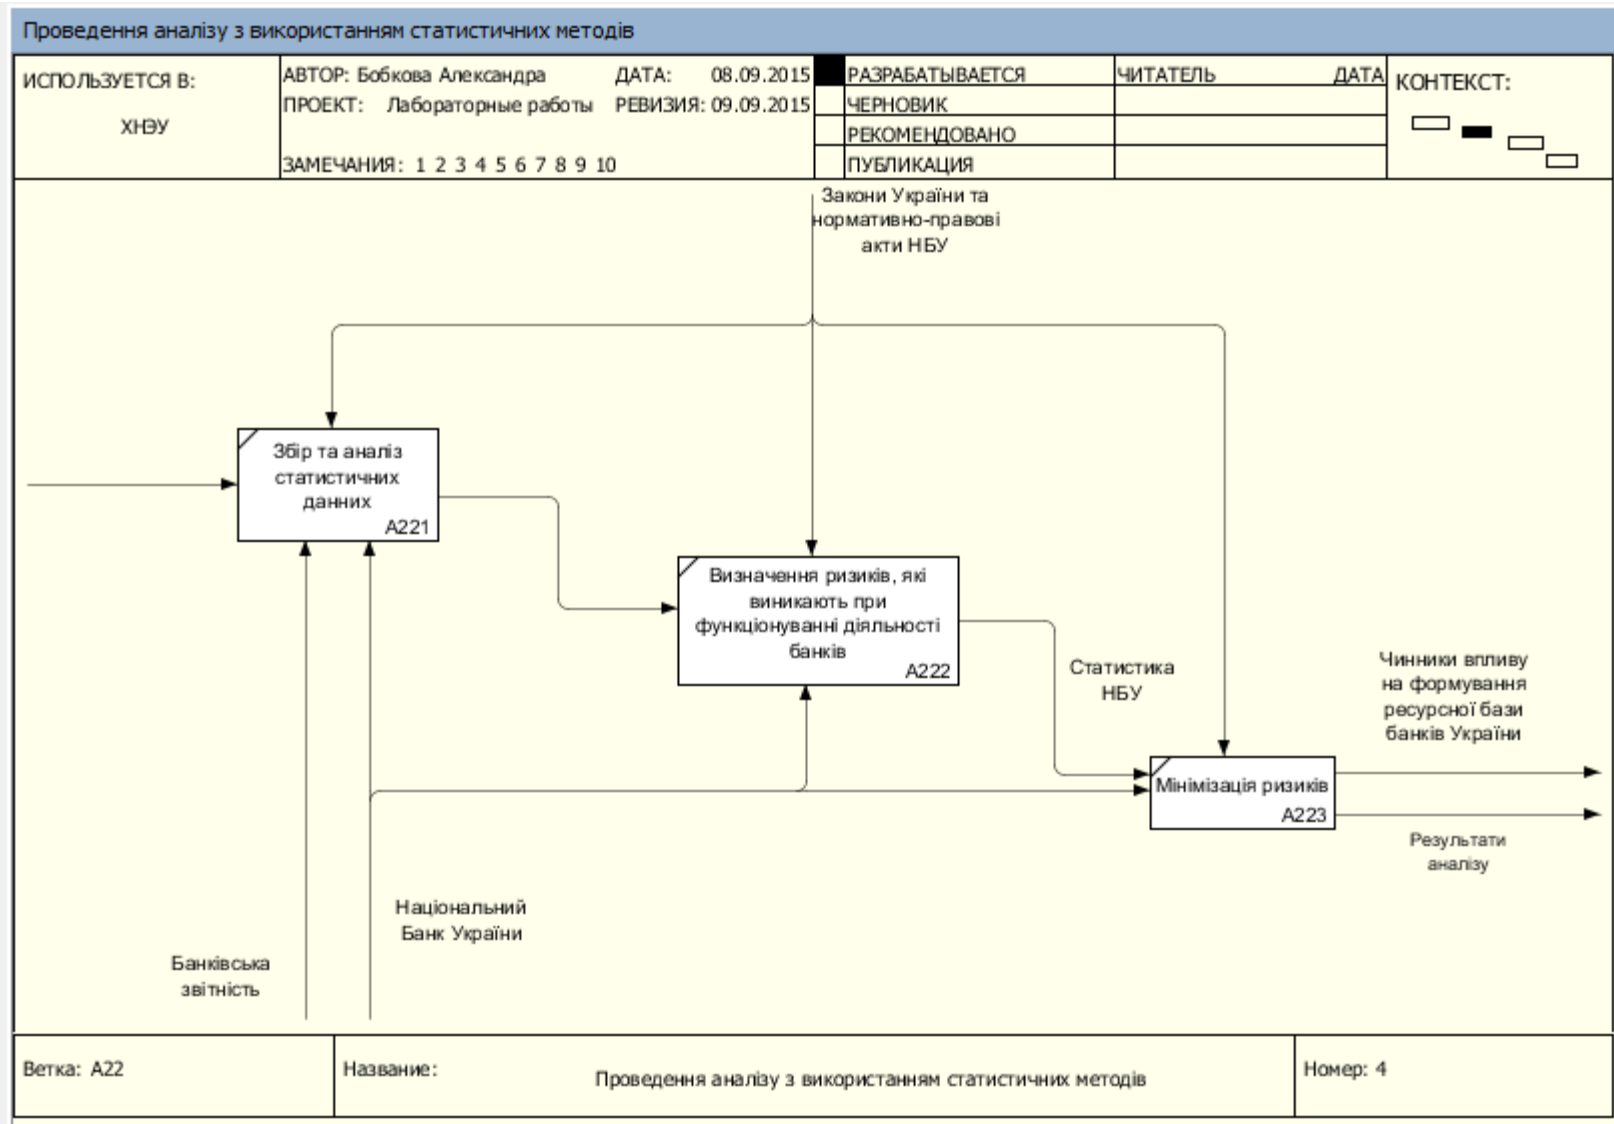 Проведення аналізу з використанням статистичних методів
ИСПОЛЬЗУЕТСЯ В:
ХНЭУ
АВТОР: Бобкова Александра
ДАТА: 08.09.2015
ПРОЕКТ: Лабораторные работы
РЕВИЗИЯ: 09.09.2015
ЗАМЕЧАНИЯ: 1 2 3 4 5 6 7 8 9 10
РАЗРАБАТЫВАЕТСЯ
ЧЕРНОВИК
РЕКОМЕНДОВАНО
ПУБЛИКАЦИЯ
ЧИТАТЕЛЬ ДАТА
КОНТЕКСТ:
Закони України та
нормативно-правові
акти НБУ
Збір та аналіз
статистичних
данних
A221
Визначення ризиків, які
виникають при
функціонуванні діяльності
банків
A222
Статистика
НБУ
Чинники впливу
на формування
ресурсної бази
банків України
Мінімізація ризиків
A223
Результати
аналізу
Національний
Банк України
Банківська
звітність
Ветка: A22
Название:
Проведення аналізу з використанням статистичних методів
Номер: 4